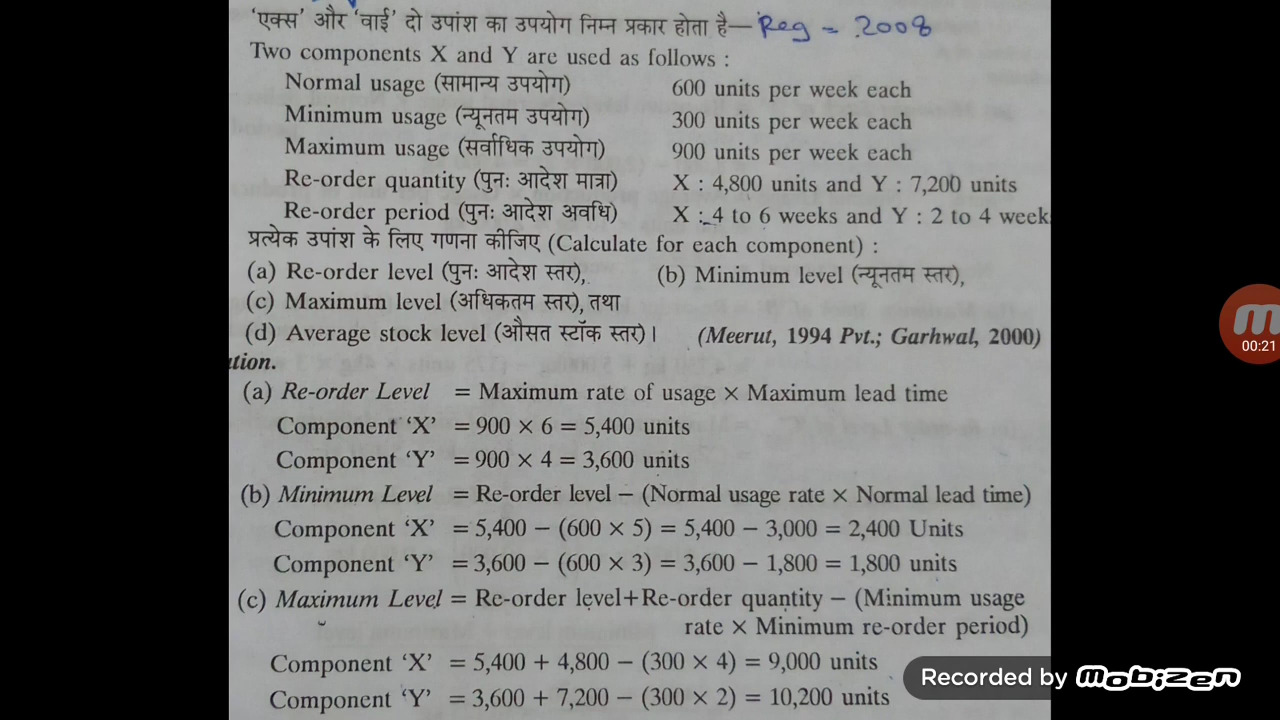 'एक्स' और 'वाई' दो उपांश का उपयोग निम्न प्रकार होता है— Reg = 2008
Two components X and Y are used as follows :
Normal usage (सामान्य उपयोग) 600 units per week each
Minimum usage (न्यूनतम उपयोग) 300 units per week each
Maximum usage (सर्वाधिक उपयोग) 900 units per week each
Re-order quantity (पुनः आदेश मात्रा) X : 4,800 units and Y : 7,200 units
Re-order period (पुनः आदेश अवधि) X : 4 to 6 weeks and Y : 2 to 4 week
प्रत्येक उपांश के लिए गणना कीजिए (Calculate for each component) :
(a) Re-order level (पुनः आदेश स्तर), (b) Minimum level (न्यूनतम स्तर),
(c) Maximum level (अधिकतम स्तर), तथा
(d) Average stock level (औसत स्टॉक स्तर)। (Meerut, 1994 Pvt.; Garhwal, 2000)
ution.
(a) Re-order Level = Maximum rate of usage × Maximum lead time
Component 'X' = 900 × 6 = 5,400 units
Component 'Y' = 900 × 4 = 3,600 units
(b) Minimum Level = Re-order level − (Normal usage rate × Normal lead time)
Component 'X' = 5,400 − (600 × 5) = 5,400 − 3,000 = 2,400 Units
Component 'Y' = 3,600 − (600 × 3) = 3,600 − 1,800 = 1,800 units
(c) Maximum Level = Re-order level+Re-order quantity − (Minimum usage
rate × Minimum re-order period)
Component 'X' = 5,400 + 4,800 − (300 × 4) = 9,000 units
Component 'Y' = 3,600 + 7,200 − (300 × 2) = 10,200 units
00:21
Recorded by mobizen